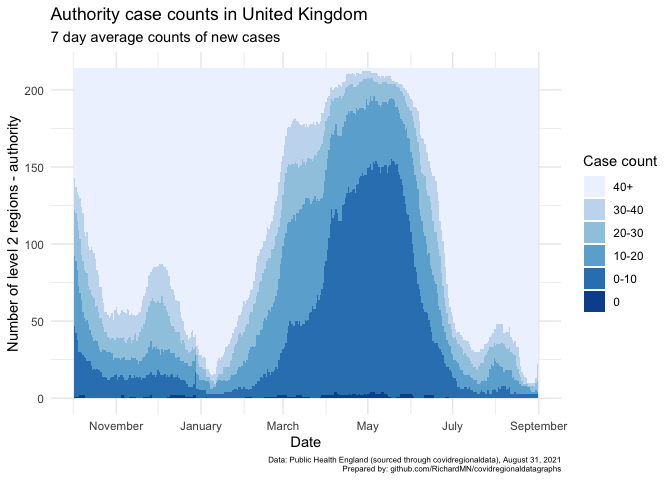 Authority case counts in United Kingdom
7 day average counts of new cases
Number of level 2 regions - authority
200
150
100
50
0
November
January
March
May
July
September
Date
Case count
40+
30-40
20-30
10-20
0-10
0
Data: Public Health England (sourced through covidregionaldata), August 31, 2021
Prepared by: github.com/RichardMN/covidregionaldatagraphs